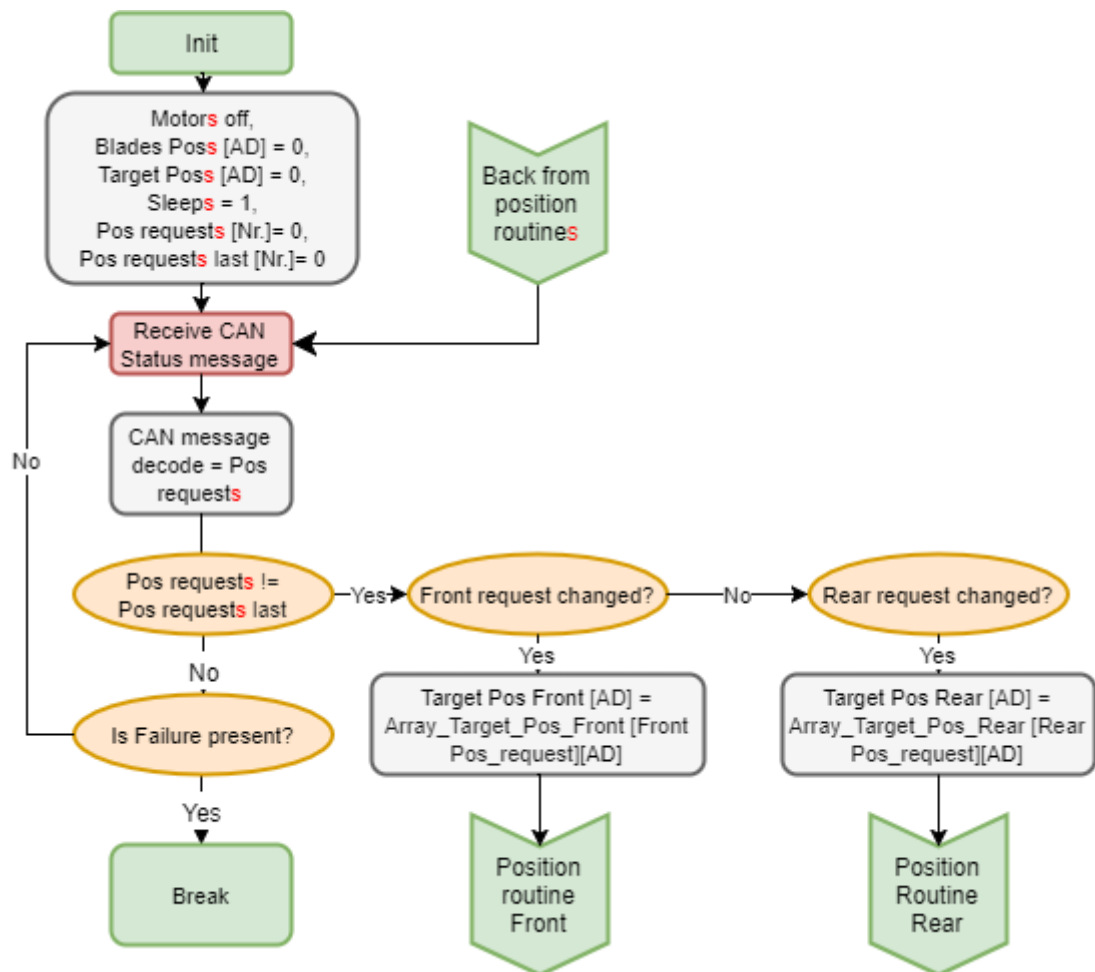 Init
Motors off,
Blades Poss [AD] = 0,
Target Poss [AD] = 0,
Sleeps = 1,
Pos requests [Nr.]= 0,
Pos requests last [Nr.]= 0
Back from
position
routines
Receive CAN
Status message
CAN message
decode = Pos
requests
No
Pos requests !=
Pos requests last
Yes
Front request changed?
No
Rear request changed?
No
Yes
Yes
Is Failure present?
Target Pos Front [AD] =
Array_Target_Pos_Front [Front
Pos_request][AD]
Target Pos Rear [AD] =
Array_Target_Pos_Rear [Rear
Pos_request][AD]
Yes
Break
Position
routine
Front
Position
Routine
Rear